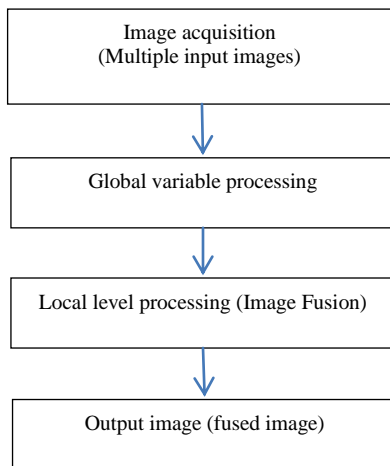 Image acquisition
(Multiple input images)
Global variable processing
Local level processing (Image Fusion)
Output image (fused image)